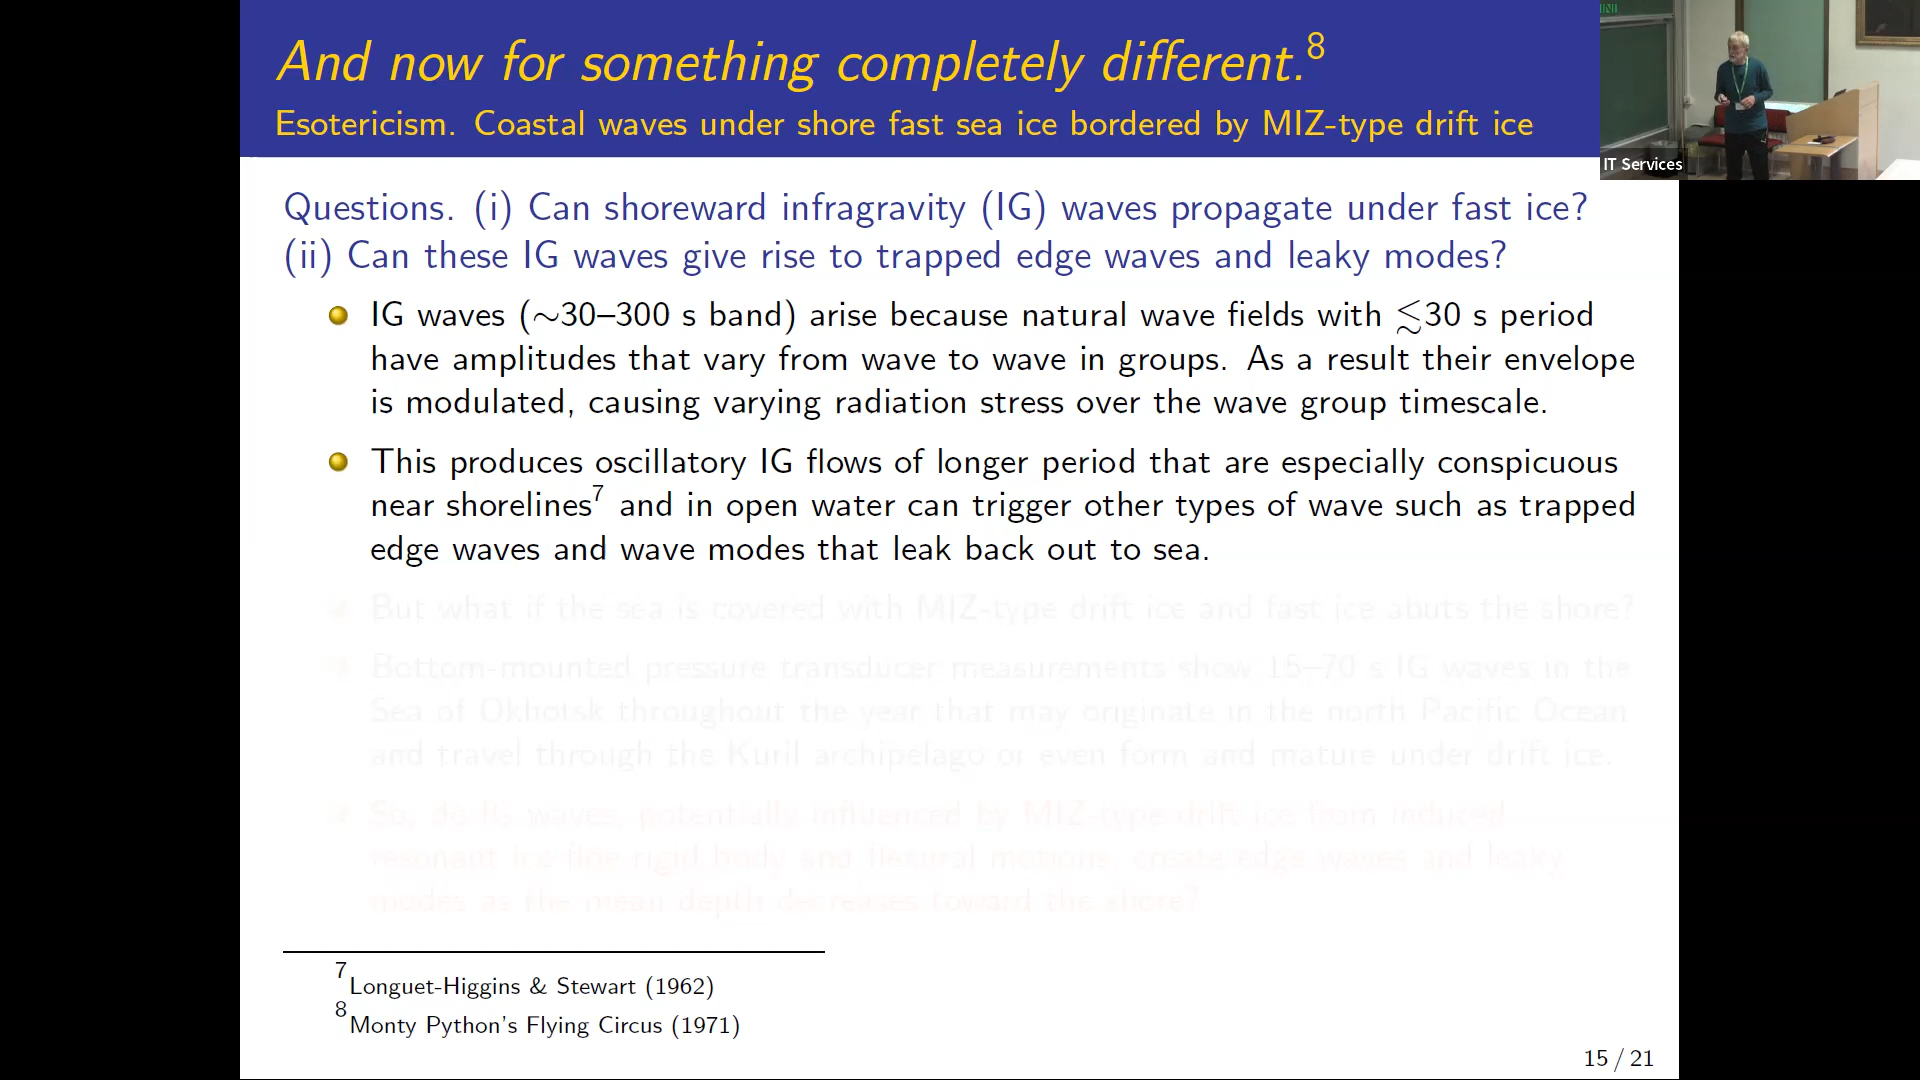 And now for something completely different.8
Esotericism. Coastal waves under shore fast sea ice bordered by MIZ-type drift ice
IT Services
Questions. (i) Can shoreward infragravity (IG) waves propagate under fast ice?
(ii) Can these IG waves give rise to trapped edge waves and leaky modes?
IG waves (∼30–300 s band) arise because natural wave fields with ≲30 s period
have amplitudes that vary from wave to wave in groups. As a result their envelope
is modulated, causing varying radiation stress over the wave group timescale.
This produces oscillatory IG flows of longer period that are especially conspicuous
near shorelines7 and in open water can trigger other types of wave such as trapped
edge waves and wave modes that leak back out to sea.
But what if the sea is covered with MIZ-type drift ice and fast ice abuts the shore?
Bottom-mounted pressure transducer measurements show 15–70 s IG waves in the
Sea of Okhotsk throughout the year that may originate in the north Pacific Ocean
and travel through the Kuril archipelago or even form and mature under drift ice.
So, do IG waves, potentially influenced by MIZ-type drift ice from induced
resonant ice floe rigid body and flexural motions, create edge waves and leaky
modes as the mean depth decreases toward the shore?
7 Longuet-Higgins & Stewart (1962)
8 Monty Python's Flying Circus (1971)
15 / 21